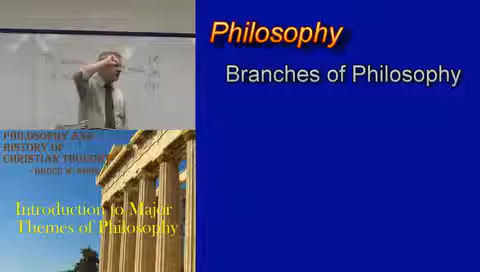 Philosophy
Branches of Philosophy
PHILOSOPHY AND
HISTORY OF
CHRISTIAN THOUGHT
Introduction to Major
Themes of Philosophy